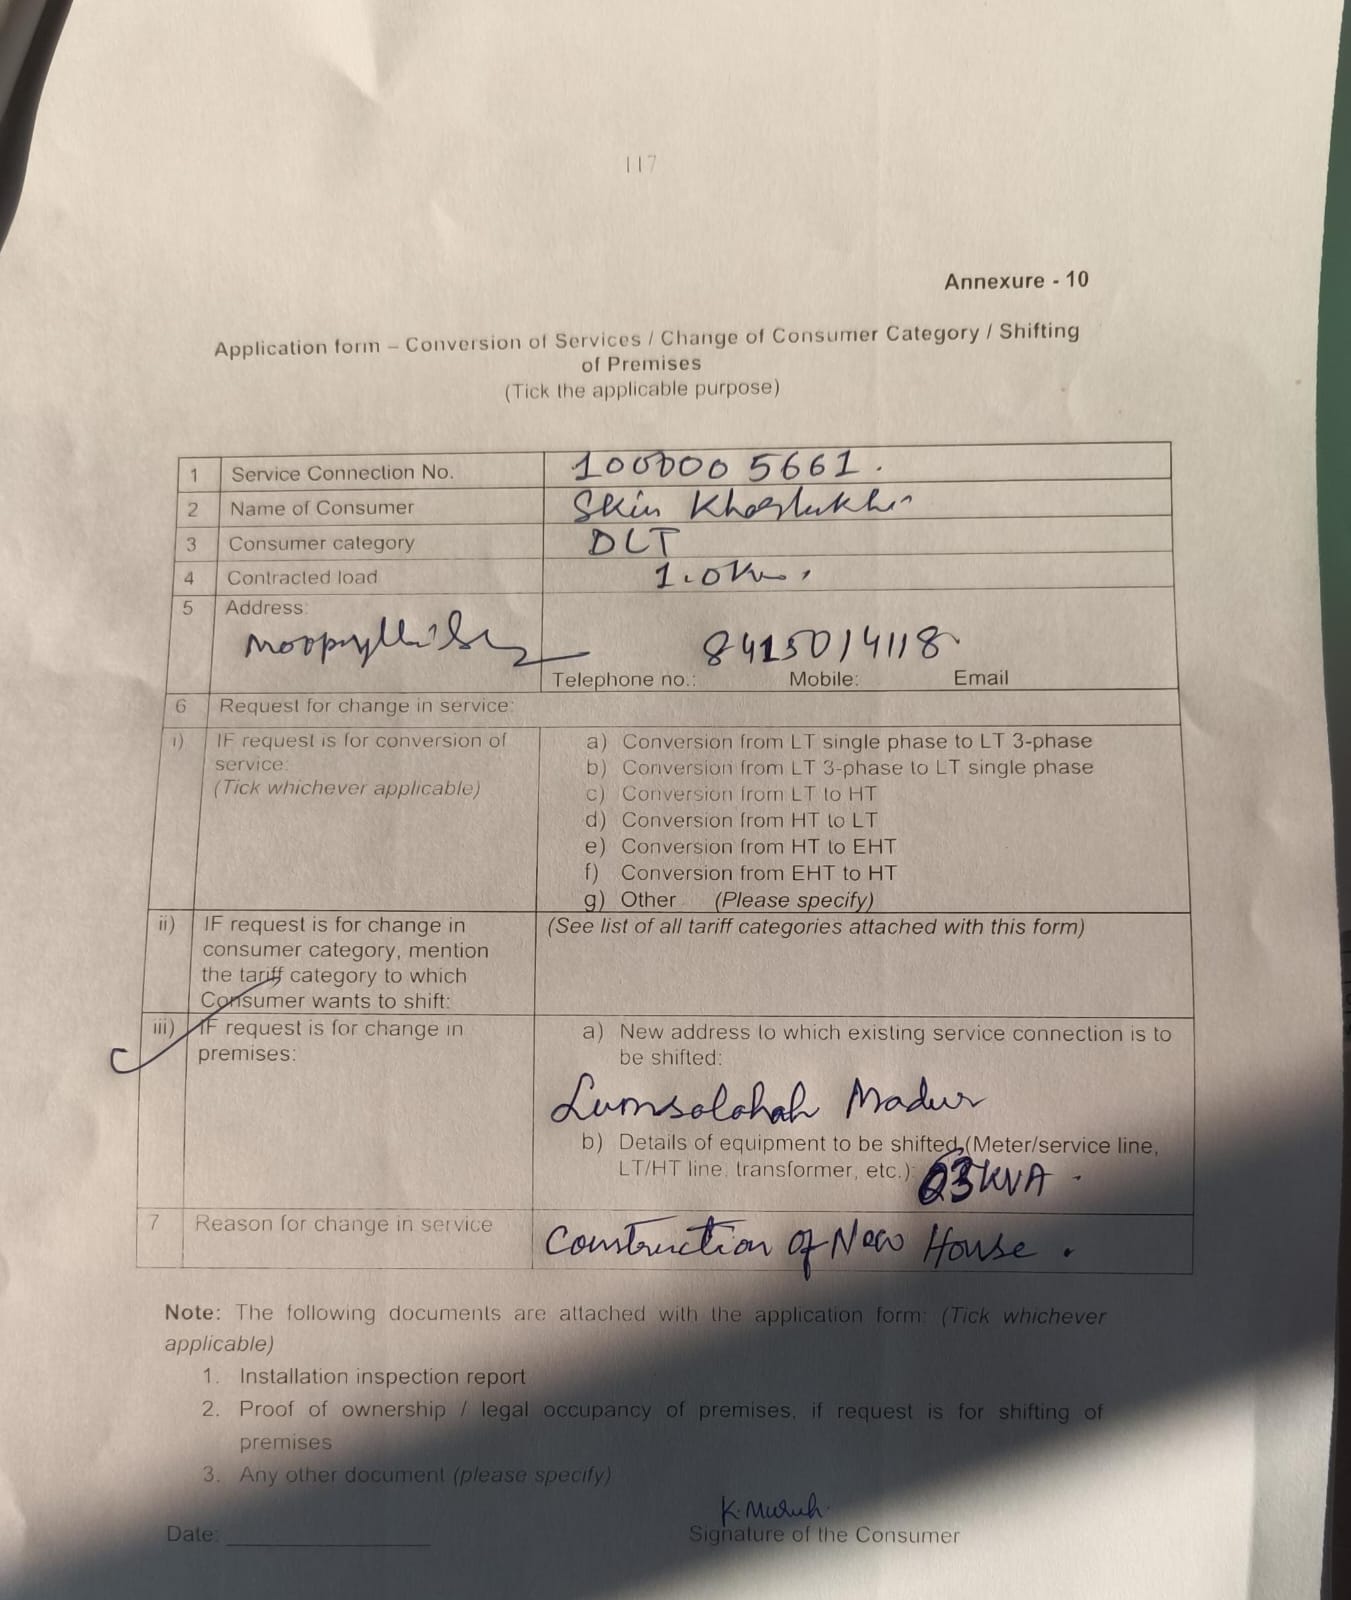 117
Annexure - 10
Application form – Conversion of Services / Change of Consumer Category / Shifting
of Premises
(Tick the applicable purpose)
1 Service Connection No. 1000005661.
2 Name of Consumer Skin
3 Consumer category DLT
4 Contracted load 1.0
5 Address:
8415014118
Telephone no.: Mobile: Email
6 Request for change in service:
i) IF request is for conversion of
service:
(Tick whichever applicable)
a) Conversion from LT single phase to LT 3-phase
b) Conversion from LT 3-phase to LT single phase
c) Conversion from LT to HT
d) Conversion from HT to LT
e) Conversion from HT to EHT
f) Conversion from EHT to HT
g) Other (Please specify)
ii) IF request is for change in
consumer category, mention
the tariff category to which
Consumer wants to shift:
(See list of all tariff categories attached with this form)
iii) IF request is for change in
premises:
a) New address to which existing service connection is to
be shifted:
Lumsolahah Madur
b) Details of equipment to be shifted (Meter/service line,
LT/HT line, transformer, etc.): 63KVA.
7 Reason for change in service Construction of New House.
Note: The following documents are attached with the application form: (Tick whichever
applicable)
1. Installation inspection report
2. Proof of ownership / legal occupancy of premises, if request is for shifting of
premises
3. Any other document (please specify)
K.
Date: Signature of the Consumer